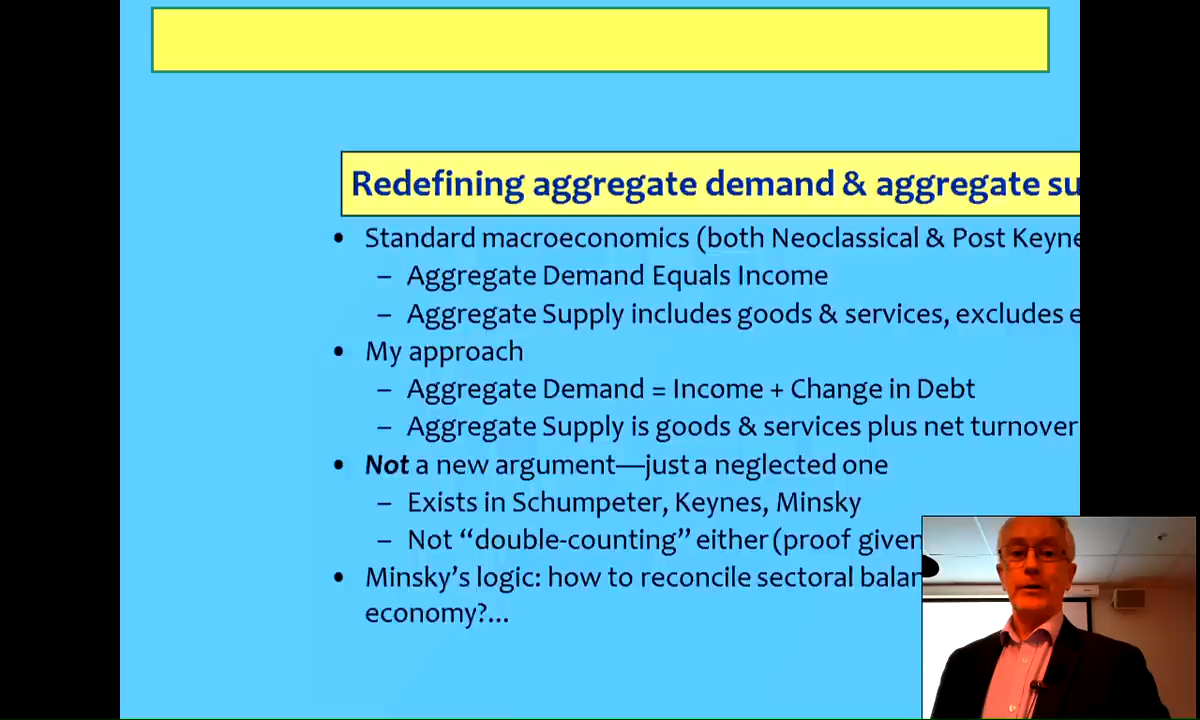 Redefining aggregate demand & aggregate su
• Standard macroeconomics (both Neoclassical & Post Keyne
– Aggregate Demand Equals Income
– Aggregate Supply includes goods & services, excludes e
• My approach
– Aggregate Demand = Income + Change in Debt
– Aggregate Supply is goods & services plus net turnover
• Not a new argument—just a neglected one
– Exists in Schumpeter, Keynes, Minsky
– Not “double-counting” either (proof given
• Minsky’s logic: how to reconcile sectoral balan
economy?...